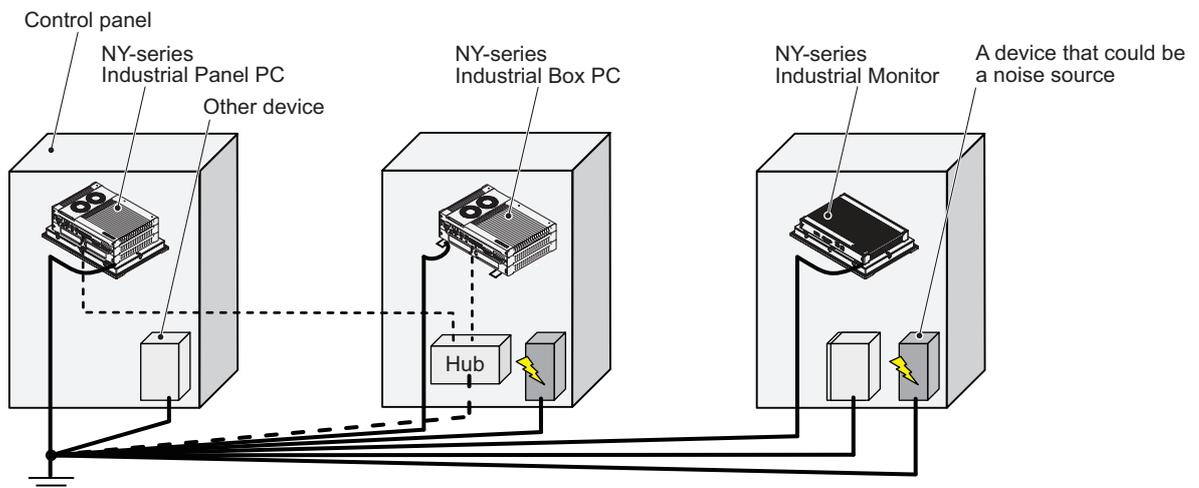 Control panel
NY-series
Industrial Panel PC
Other device
NY-series
Industrial Box PC
NY-series
Industrial Monitor
A device that could be
a noise source
Hub